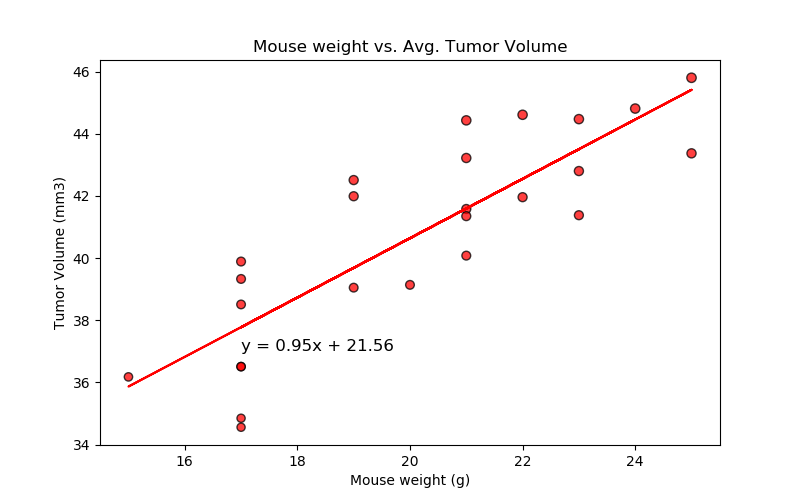 Mouse weight vs. Avg. Tumor Volume
46
44
42
40
38
36
34
Tumor Volume (mm3)
y = 0.95x + 21.56
16 18 20 22 24
Mouse weight (g)